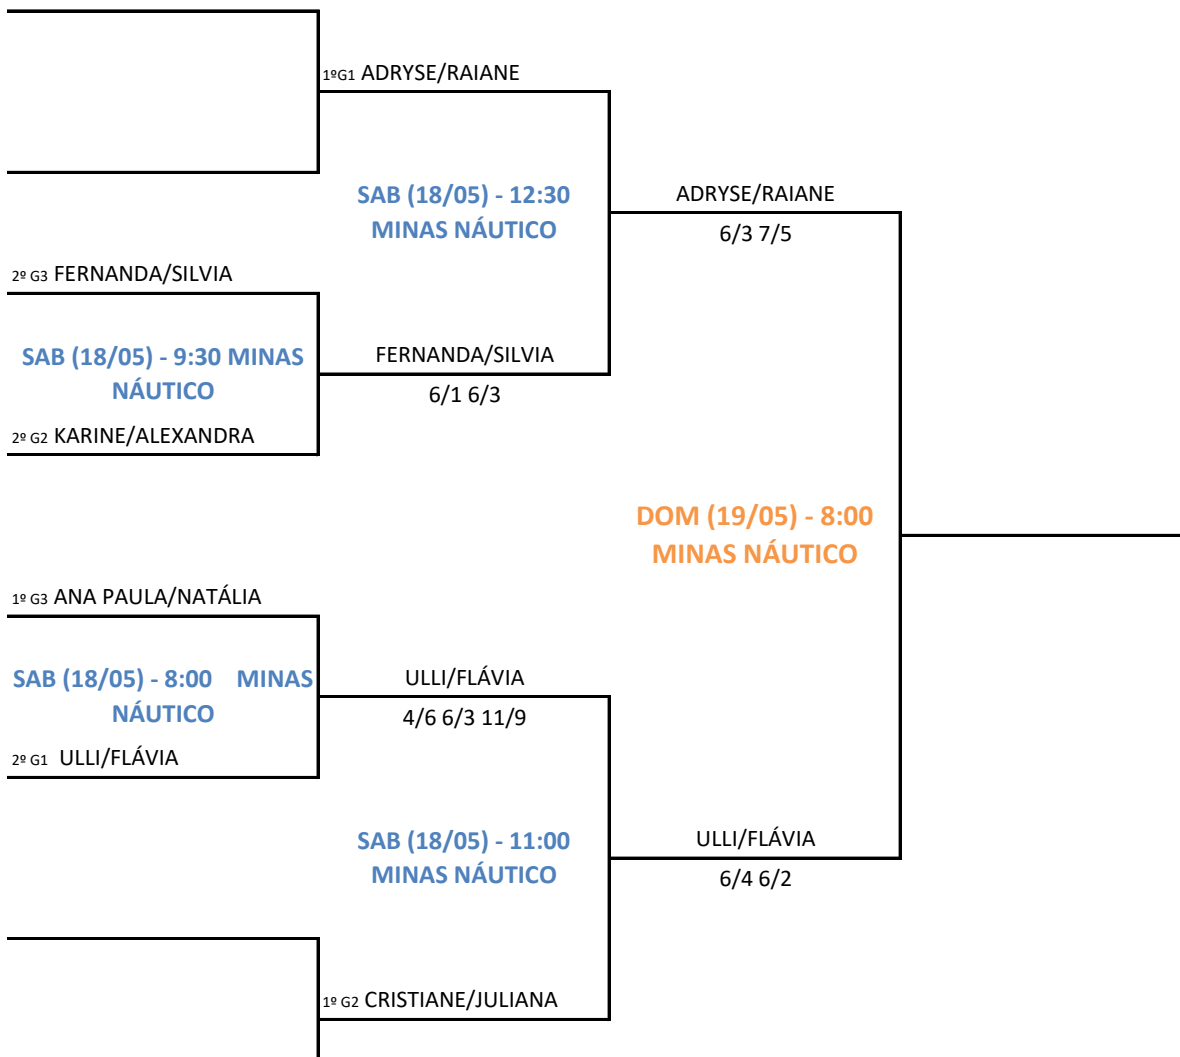 1ºG1 ADRYSE/RAIANE
SAB (18/05) - 12:30
MINAS NÁUTICO
ADRYSE/RAIANE
6/3 7/5
2º G3 FERNANDA/SILVIA
SAB (18/05) - 9:30 MINAS
NÁUTICO
FERNANDA/SILVIA
6/1 6/3
2º G2 KARINE/ALEXANDRA
DOM (19/05) - 8:00
MINAS NÁUTICO
1º G3 ANA PAULA/NATÁLIA
SAB (18/05) - 8:00 MINAS
NÁUTICO
ULLI/FLÁVIA
4/6 6/3 11/9
2º G1 ULLI/FLÁVIA
SAB (18/05) - 11:00
MINAS NÁUTICO
ULLI/FLÁVIA
6/4 6/2
1º G2 CRISTIANE/JULIANA